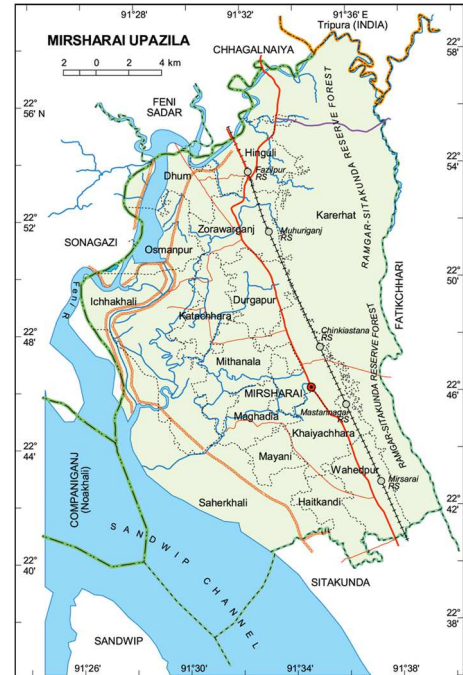 91°28'
91°32'
91°36' E
Tripura (INDIA)
MIRSHARAI UPAZILA
2 0 2 4 km
CHHAGALNAIYA
22°
58'
22°
56' N
FENI
SADAR
RAMGAR-SITAKUNDA RESERVE FOREST
Hinguli
22°
54'
Fazilpur
RS
Dhum
Karerhat
22°
52'
Zorawarganj
Muhuriganj
RS
SONAGAZI
Osmanpur
FATIKCHHARI
22°
50'
Feni R
Ichhakhali
Durgapur
Katachhara
22°
48'
Chinkiastana
RS
Mithanala
RAMGAR-SITAKUNDA RESERVE FOREST
22°
46'
MIRSHARAI
Mastannagar
RS
Maghadia
Khaiyachhara
22°
44'
Mayani
Wahedpur
COMPANIGANJ
(Noakhali)
Mirsarai
RS
Saherkhali
Haitkandi
22°
42'
SANDWIP CHANNEL
22°
40'
SITAKUNDA
22°
38'
SANDWIP
91°26'
91°30'
91°34'
91°38'